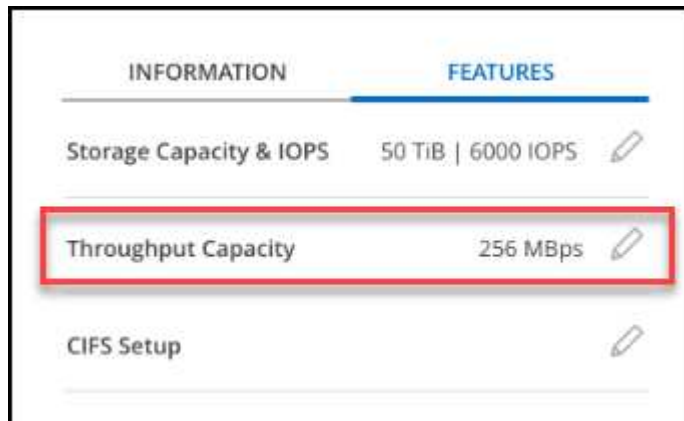 INFORMATION FEATURES
Storage Capacity & IOPS 50 TiB | 6000 IOPS
Throughput Capacity 256 MBps
CIFS Setup